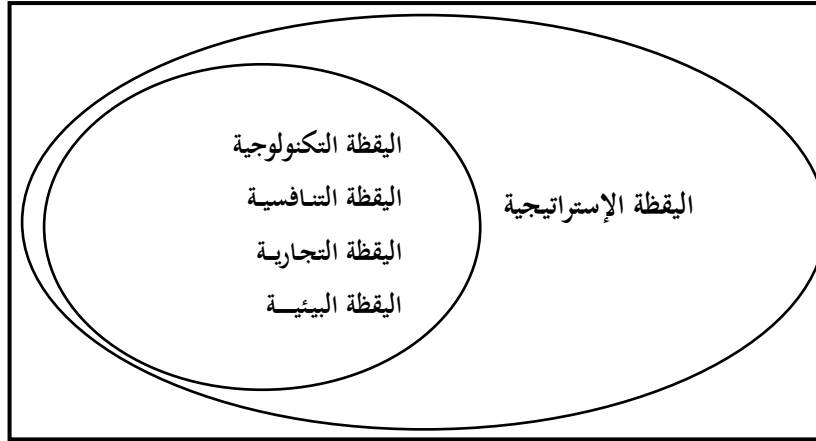 اليقظة الإستراتيجية
اليقظة التكنولوجية
اليقظة التنافسية
اليقظة التجارية
اليقظة البيئية